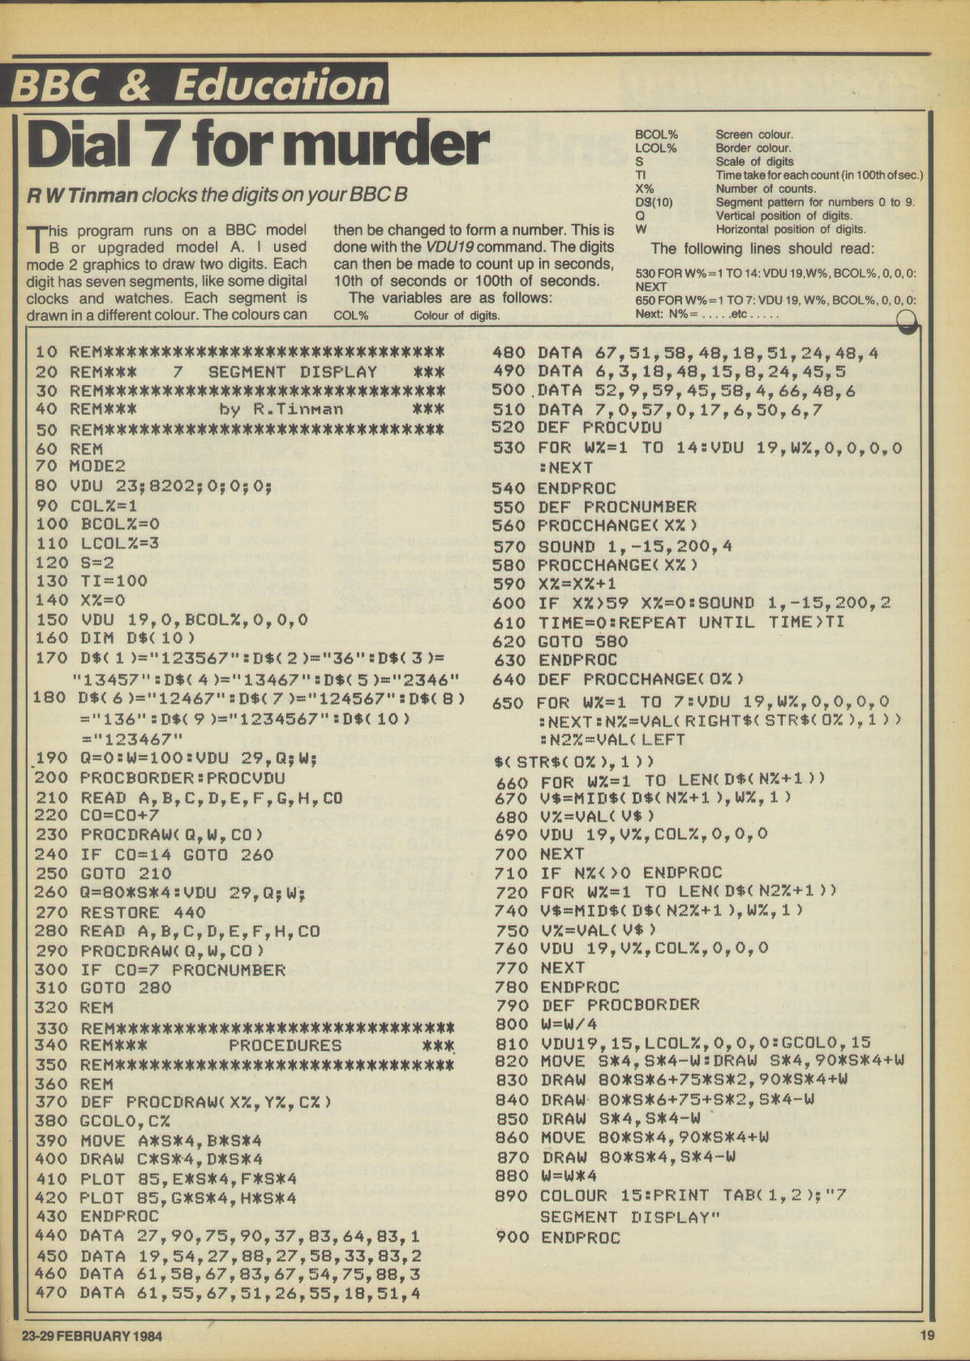 BBC & Education
Dial 7 for murder
R W Tinman clocks the digits on your BBC B
This program runs on a BBC model
B or upgraded model A. I used
mode 2 graphics to draw two digits. Each
digit has seven segments, like some digital
clocks and watches. Each segment is
drawn in a different colour. The colours can
then be changed to form a number. This is
done with the VDU19 command. The digits
can then be made to count up in seconds,
10th of seconds or 100th of seconds.
The variables are as follows:
COL% Colour of digits.
BCOL% Screen colour.
LCOL% Border colour.
S Scale of digits
TI Time take for each count (in 100th of sec.)
X% Number of counts.
D$(10) Segment pattern for numbers 0 to 9.
Q Vertical position of digits.
W Horizontal position of digits.
The following lines should read:
530 FOR W%=1 TO 14: VDU 19,W%, BCOL%, 0, 0, 0:
NEXT
650 FOR W%=1 TO 7: VDU 19, W%, BCOL%, 0, 0, 0:
Next: N%= . . . . .etc . . . . .
10 REM******************************
20 REM*** 7 SEGMENT DISPLAY ***
30 REM******************************
40 REM*** by R.Tinman ***
50 REM******************************
60 REM
70 MODE2
80 VDU 23;8202;0;0;0;
90 COL%=1
100 BCOL%=0
110 LCOL%=3
120 S=2
130 TI=100
140 X%=0
150 VDU 19,0,BCOL%,0,0,0
160 DIM D$(10)
170 D$(1)="123567":D$(2)="36":D$(3)=
"13457":D$(4)="13467":D$(5)="2346"
180 D$(6)="12467":D$(7)="124567":D$(8)
="136":D$(9)="1234567":D$(10)
="123467"
190 Q=0:W=100:VDU 29,Q;W;
200 PROCBORDER:PROCVDU
210 READ A,B,C,D,E,F,G,H,CO
220 CO=CO+7
230 PROCDRAW(Q,W,CO)
240 IF CO=14 GOTO 260
250 GOTO 210
260 Q=80*S*4:VDU 29,Q;W;
270 RESTORE 440
280 READ A,B,C,D,E,F,H,CO
290 PROCDRAW(Q,W,CO)
300 IF CO=7 PROCNUMBER
310 GOTO 280
320 REM
330 REM******************************
340 REM*** PROCEDURES ***
350 REM******************************
360 REM
370 DEF PROCDRAW(X%,Y%,C%)
380 GCOL0,C%
390 MOVE A*S*4,B*S*4
400 DRAW C*S*4,D*S*4
410 PLOT 85,E*S*4,F*S*4
420 PLOT 85,G*S*4,H*S*4
430 ENDPROC
440 DATA 27,90,75,90,37,83,64,83,1
450 DATA 19,54,27,88,27,58,33,83,2
460 DATA 61,58,67,83,67,54,75,88,3
470 DATA 61,55,67,51,26,55,18,51,4
480 DATA 67,51,58,48,18,51,24,48,4
490 DATA 6,3,18,48,15,8,24,45,5
500 DATA 52,9,59,45,58,4,66,48,6
510 DATA 7,0,57,0,17,6,50,6,7
520 DEF PROCVDU
530 FOR W%=1 TO 14:VDU 19,W%,0,0,0,0
:NEXT
540 ENDPROC
550 DEF PROCNUMBER
560 PROCCHANGE(X%)
570 SOUND 1,-15,200,4
580 PROCCHANGE(X%)
590 X%=X%+1
600 IF X%>59 X%=0:SOUND 1,-15,200,2
610 TIME=0:REPEAT UNTIL TIME>TI
620 GOTO 580
630 ENDPROC
640 DEF PROCCHANGE(O%)
650 FOR W%=1 TO 7:VDU 19,W%,0,0,0,0
:NEXT:N%=VAL(RIGHT$(STR$(O%),1))
:N2%=VAL(LEFT
$(STR$(O%),1))
660 FOR W%=1 TO LEN(D$(N%+1))
670 V$=MID$(D$(N%+1),W%,1)
680 V%=VAL(V$)
690 VDU 19,V%,COL%,0,0,0
700 NEXT
710 IF N%<>0 ENDPROC
720 FOR W%=1 TO LEN(D$(N2%+1))
740 V$=MID$(D$(N2%+1),W%,1)
750 V%=VAL(V$)
760 VDU 19,V%,COL%,0,0,0
770 NEXT
780 ENDPROC
790 DEF PROCBORDER
800 W=W/4
810 VDU19,15,LCOL%,0,0,0:GCOL0,15
820 MOVE S*4,S*4-W:DRAW S*4,90*S*4+W
830 DRAW 80*S*6+75*S*2,90*S*4+W
840 DRAW 80*S*6+75+S*2,S*4-W
850 DRAW S*4,S*4-W
860 MOVE 80*S*4,90*S*4+W
870 DRAW 80*S*4,S*4-W
880 W=W*4
890 COLOUR 15:PRINT TAB(1,2);"7
SEGMENT DISPLAY"
900 ENDPROC
23-29 FEBRUARY 1984
19